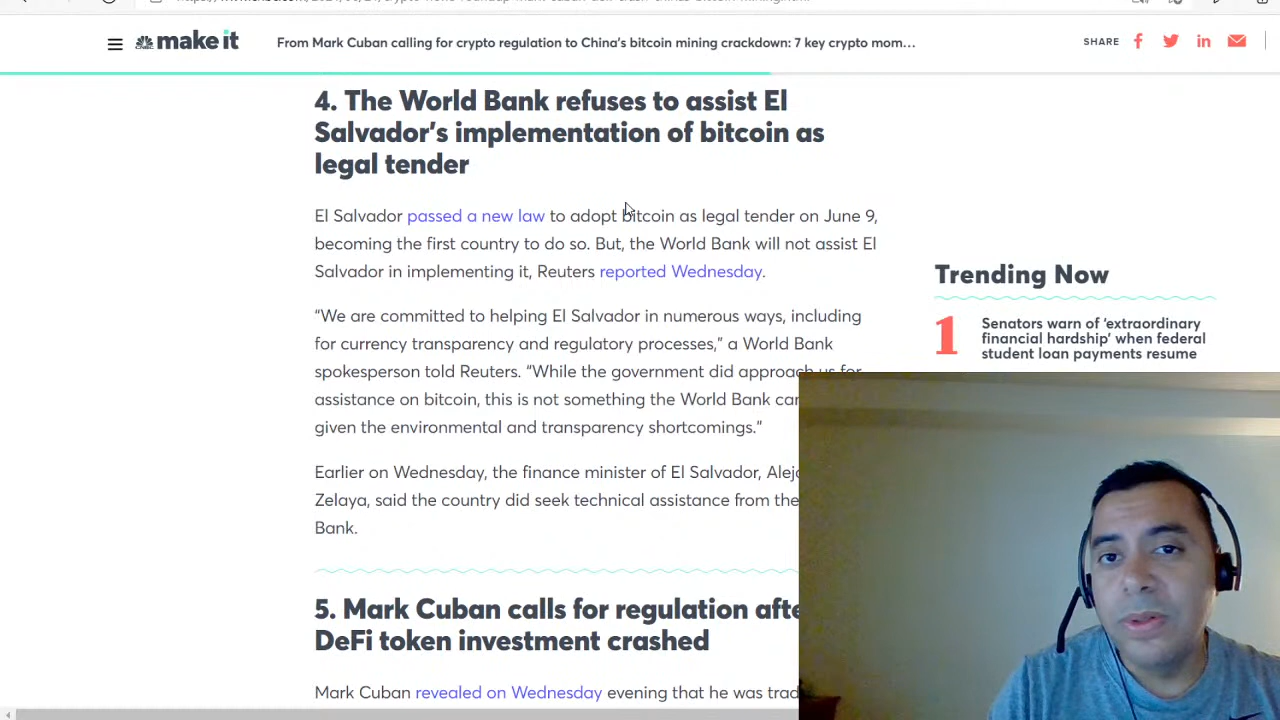 make it
From Mark Cuban calling for crypto regulation to China's bitcoin mining crackdown: 7 key crypto mom…
SHARE
4. The World Bank refuses to assist El
Salvador's implementation of bitcoin as
legal tender
El Salvador passed a new law to adopt bitcoin as legal tender on June 9,
becoming the first country to do so. But, the World Bank will not assist El
Salvador in implementing it, Reuters reported Wednesday.
“We are committed to helping El Salvador in numerous ways, including
for currency transparency and regulatory processes,” a World Bank
spokesperson told Reuters. “While the government did approach us for
assistance on bitcoin, this is not something the World Bank can
given the environmental and transparency shortcomings.”
Earlier on Wednesday, the finance minister of El Salvador, Alej
Zelaya, said the country did seek technical assistance from the
Bank.
5. Mark Cuban calls for regulation afte
DeFi token investment crashed
Mark Cuban revealed on Wednesday evening that he was trad
Trending Now
1
Senators warn of ‘extraordinary
financial hardship’ when federal
student loan payments resume